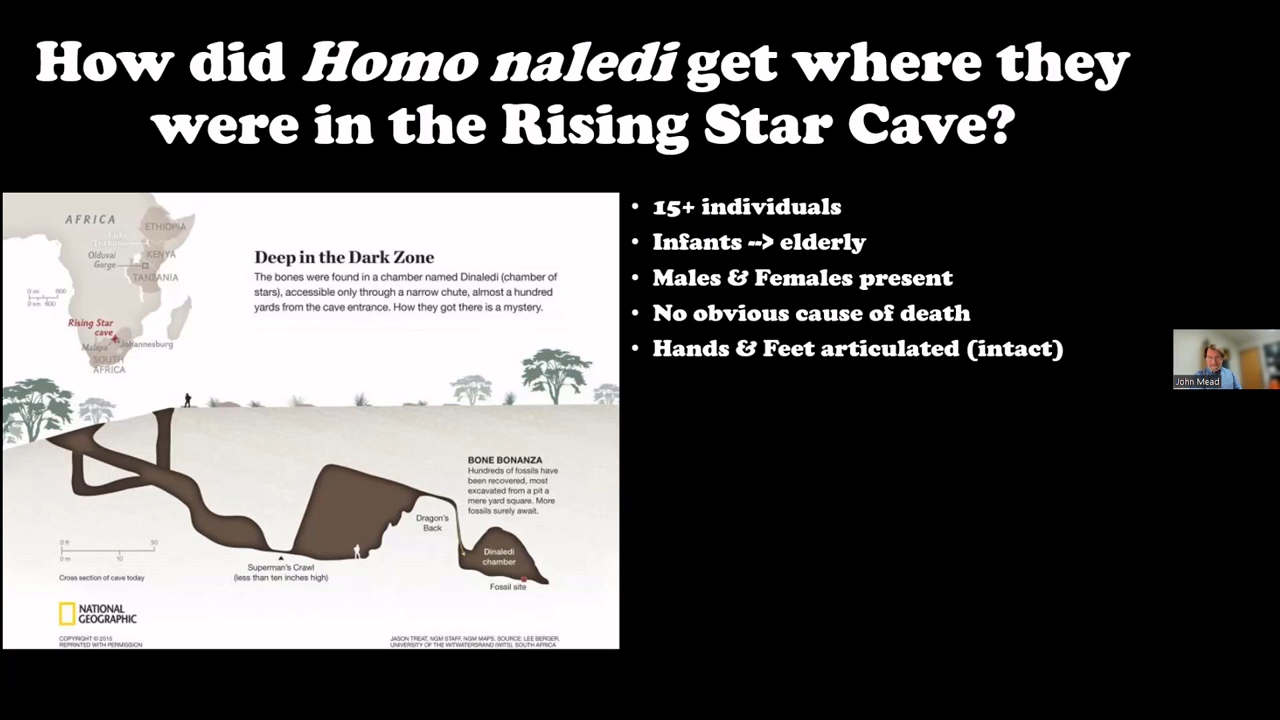 How did Homo naledi get where they
were in the Rising Star Cave?
AFRICA
ETHIOPIA
Lake
Turkana
Olduvai
Gorge
KENYA
TANZANIA
0 mi 600
0 km 600
Rising Star
cave
Malapa
Johannesburg
SOUTH
AFRICA
Deep in the Dark Zone
The bones were found in a chamber named Dinaledi (chamber of
stars), accessible only through a narrow chute, almost a hundred
yards from the cave entrance. How they got there is a mystery.
BONE BONANZA
Hundreds of fossils have
been recovered, most
excavated from a pit a
mere yard square. More
fossils surely await.
Dragon's
Back
Dinaledi
chamber
Fossil site
Superman's Crawl
(less than ten inches high)
0 ft 30
0 m 10
Cross section of cave today
NATIONAL
GEOGRAPHIC
COPYRIGHT © 2015
REPRINTED WITH PERMISSION
JASON TREAT, NGM STAFF, NGM MAPS, SOURCE: LEE BERGER,
UNIVERSITY OF THE WITWATERSRAND (WITS), SOUTH AFRICA
• 15+ individuals
• Infants --> elderly
• Males & Females present
• No obvious cause of death
• Hands & Feet articulated (intact)
John Mead